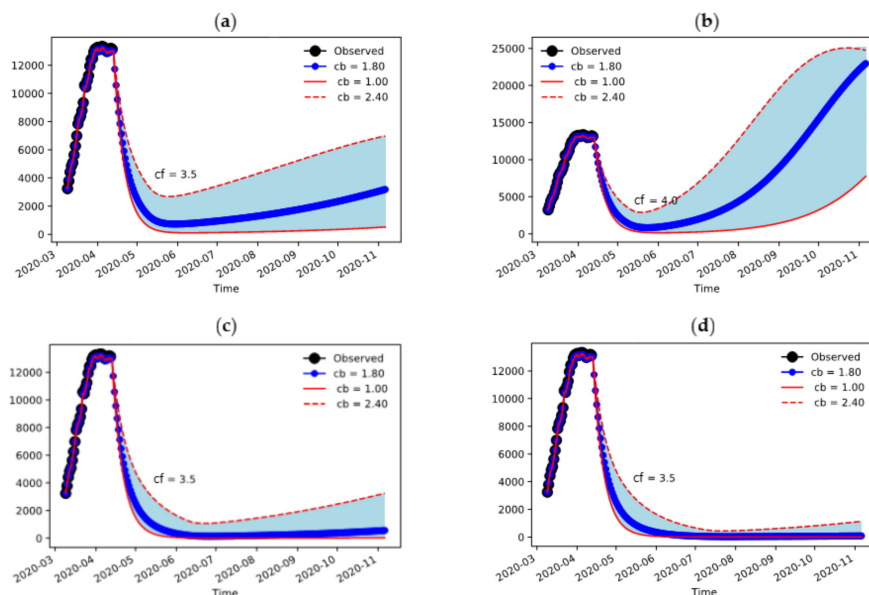 (a)
12000
10000
8000
6000
4000
2000
0
Observed
cb = 1.80
cb = 1.00
cb = 2.40
cf = 3.5
2020-03 2020-04 2020-05 2020-06 2020-07 2020-08 2020-09 2020-10 2020-11
Time
(b)
25000
20000
15000
10000
5000
0
Observed
cb = 1.80
cb = 1.00
cb = 2.40
cf = 4.0
2020-03 2020-04 2020-05 2020-06 2020-07 2020-08 2020-09 2020-10 2020-11
Time
(c)
12000
10000
8000
6000
4000
2000
0
Observed
cb = 1.80
cb = 1.00
cb = 2.40
cf = 3.5
2020-03 2020-04 2020-05 2020-06 2020-07 2020-08 2020-09 2020-10 2020-11
Time
(d)
12000
10000
8000
6000
4000
2000
0
Observed
cb = 1.80
cb = 1.00
cb = 2.40
cf = 3.5
2020-03 2020-04 2020-05 2020-06 2020-07 2020-08 2020-09 2020-10 2020-11
Time